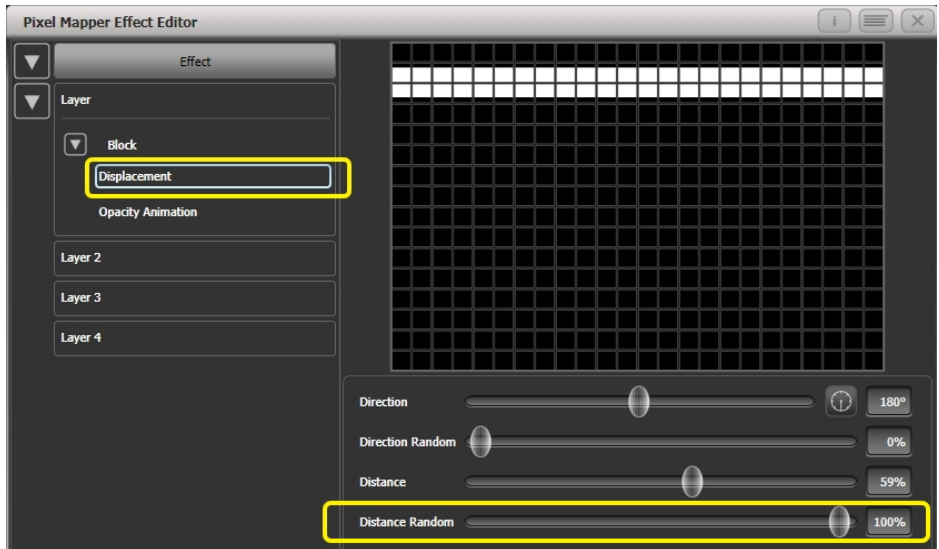 Pixel Mapper Effect Editor
i
Effect
Layer
Block
Displacement
Opacity Animation
Layer 2
Layer 3
Layer 4
Direction 180°
Direction Random 0%
Distance 59%
Distance Random 100%